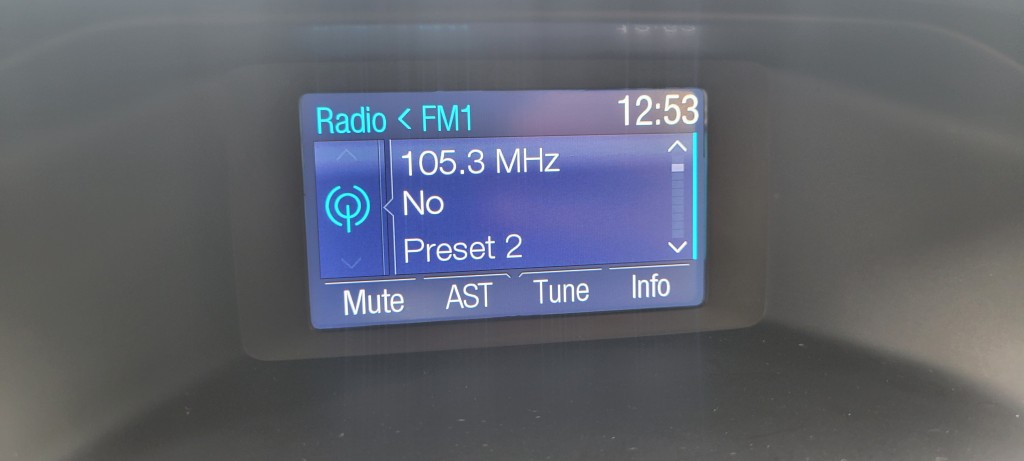 Radio < FM1 12:53
105.3 MHz
No
Preset 2
Mute AST Tune Info